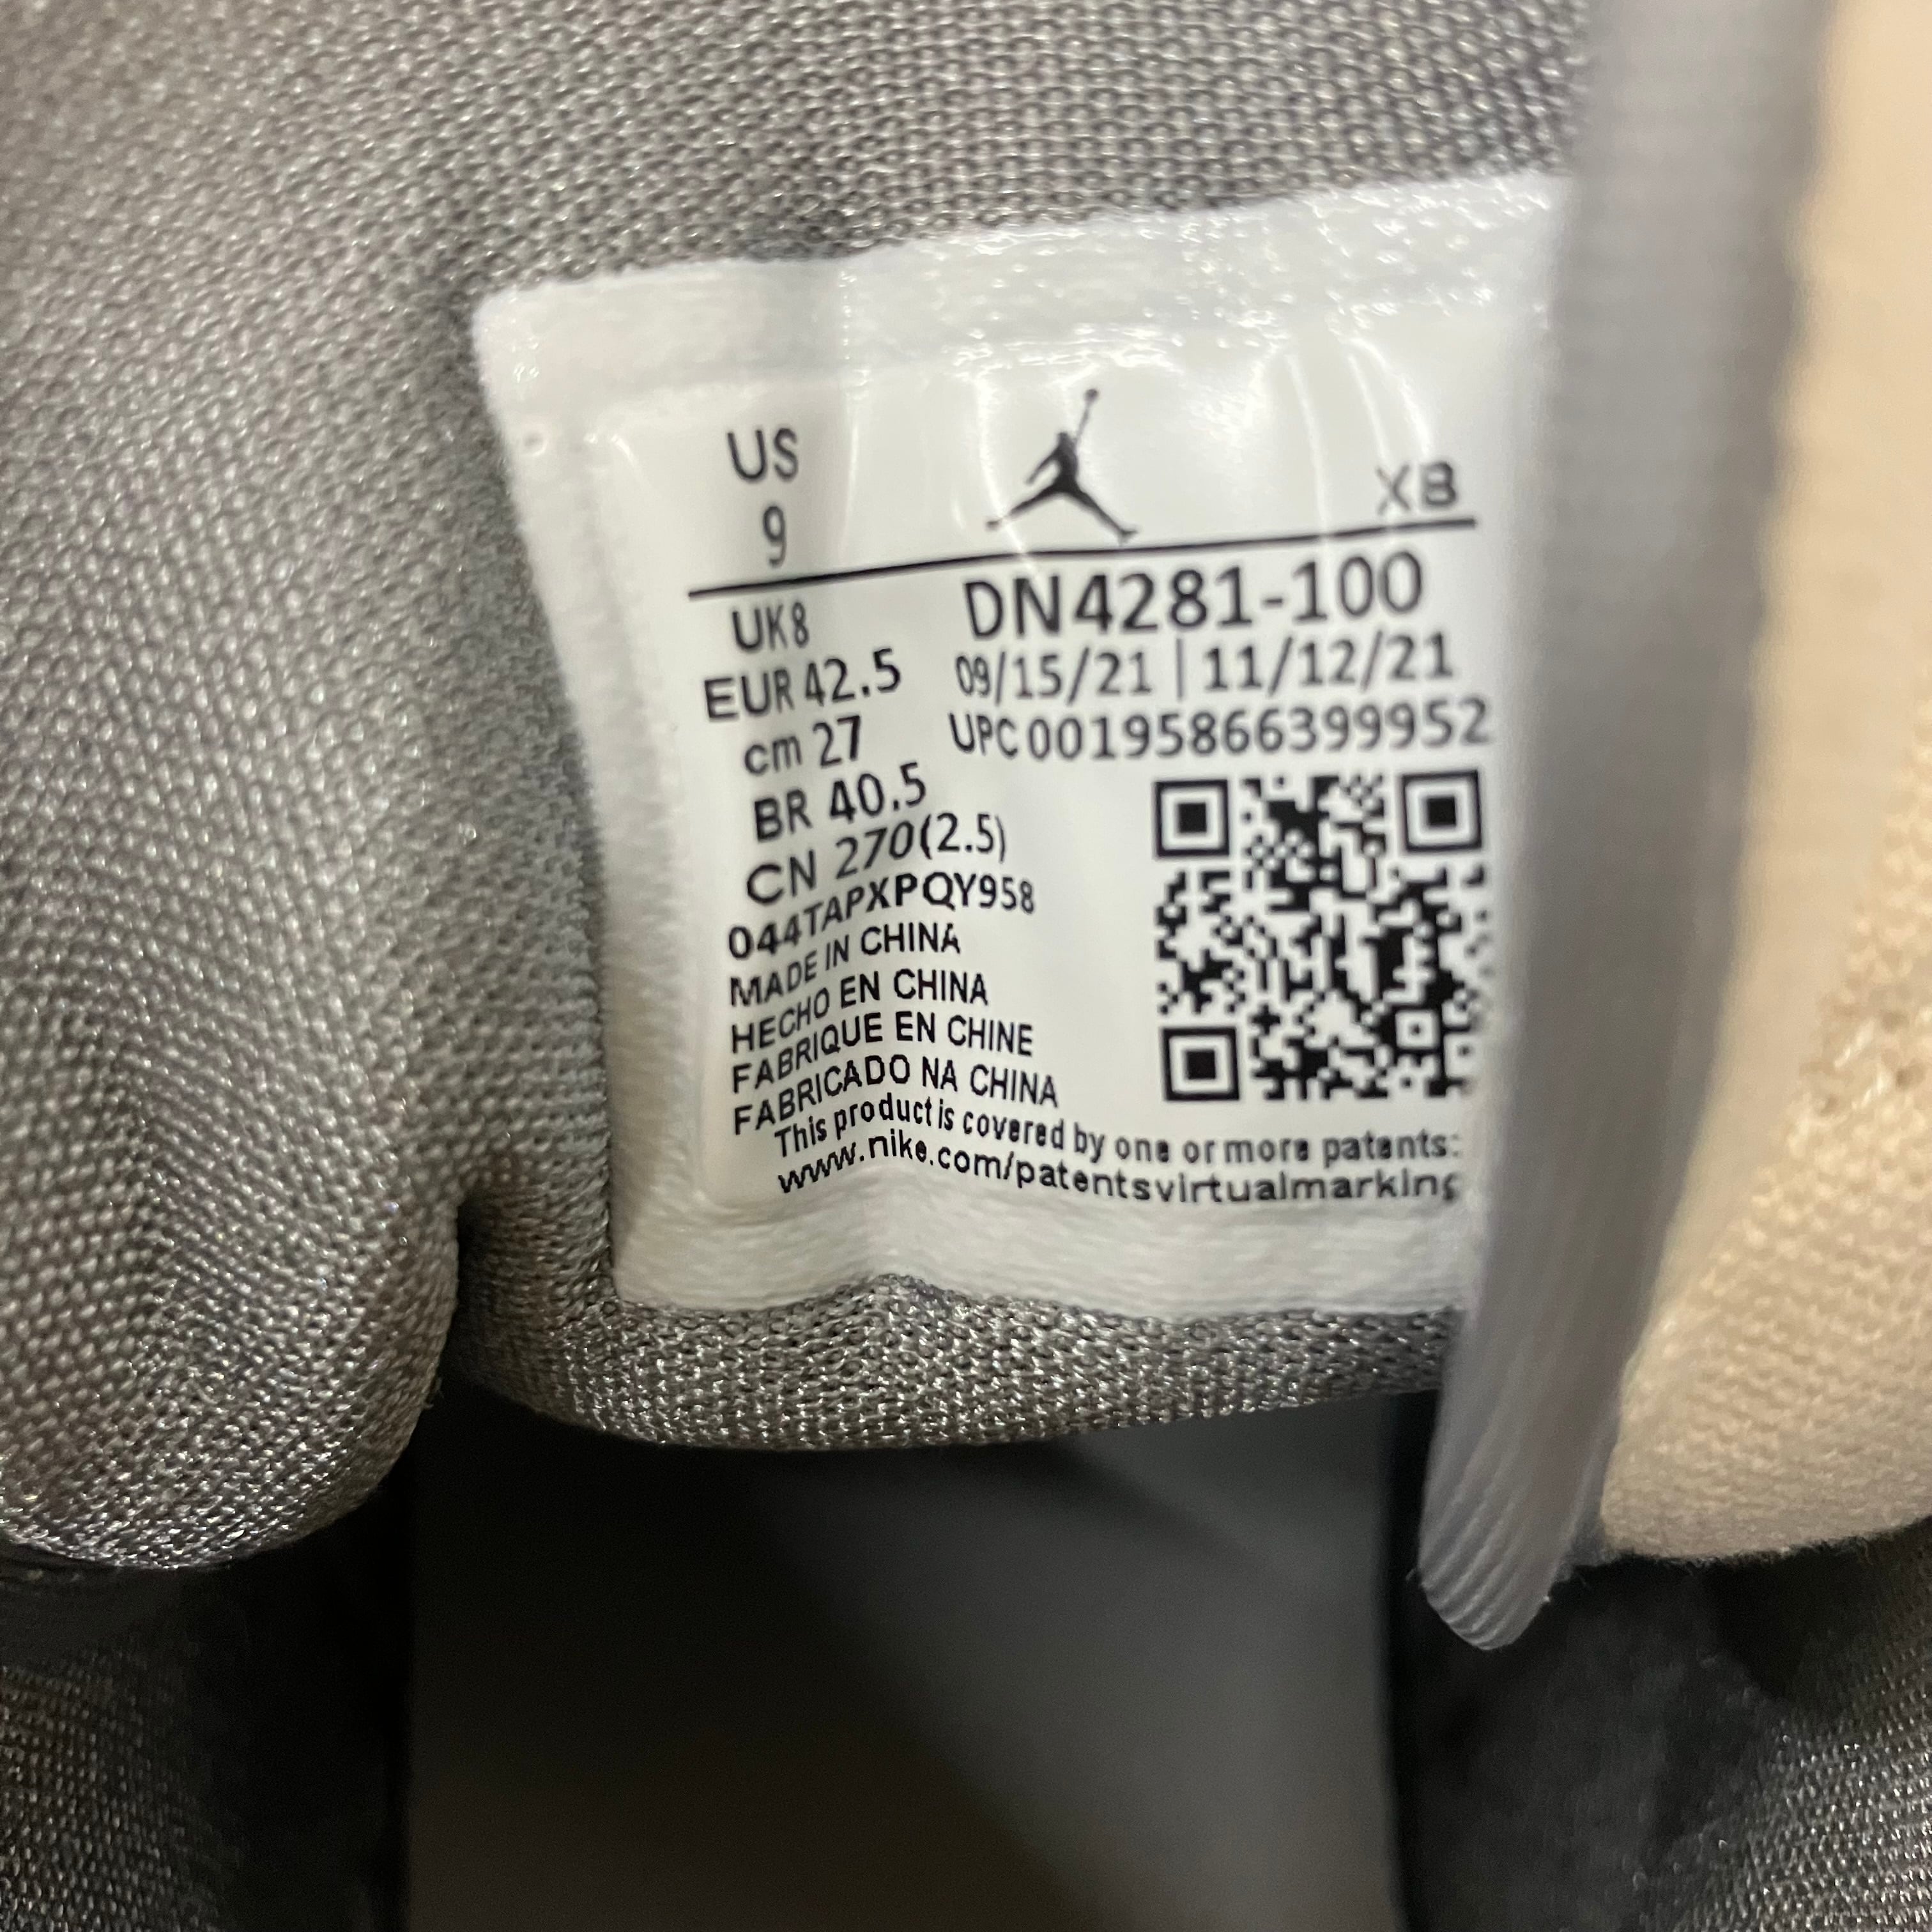 US
9
XB
UK8
EUR 42.5
cm 27
BR 40.5
CN 270(2.5)
DN4281-100
09/15/21 | 11/12/21
UPC 00195866399952
044TAPXPQY958
MADE IN CHINA
HECHO EN CHINA
FABRIQUE EN CHINE
FABRICADO NA CHINA
This product is covered by one or more patents:
www.nike.com/patentsvirtualmarking